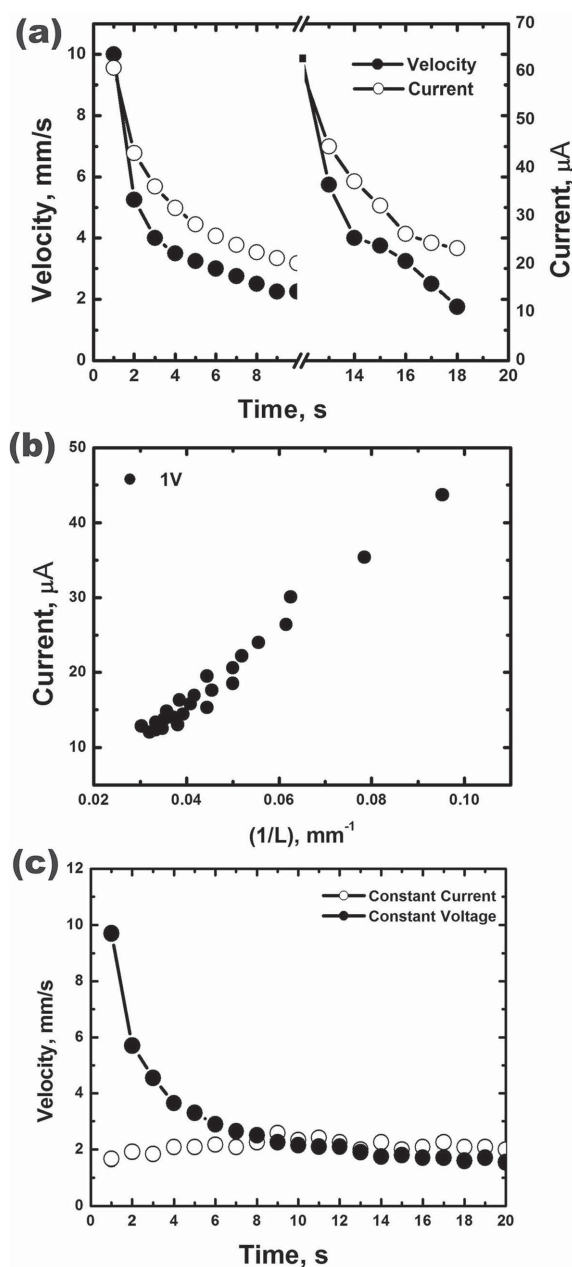 (a)
10
8
6
4
2
0
Velocity, mm/s
Velocity
Current
70
60
50
40
30
20
10
0
Current, μA
0 2 4 6 8 14 16 18 20
Time, s
(b)
50
40
30
20
10
Current, μA
1V
0.02 0.04 0.06 0.08 0.10
(1/L), mm⁻¹
(c)
12
10
8
6
4
2
0
Velocity, mm/s
Constant Current
Constant Voltage
0 2 4 6 8 10 12 14 16 18 20
Time, s